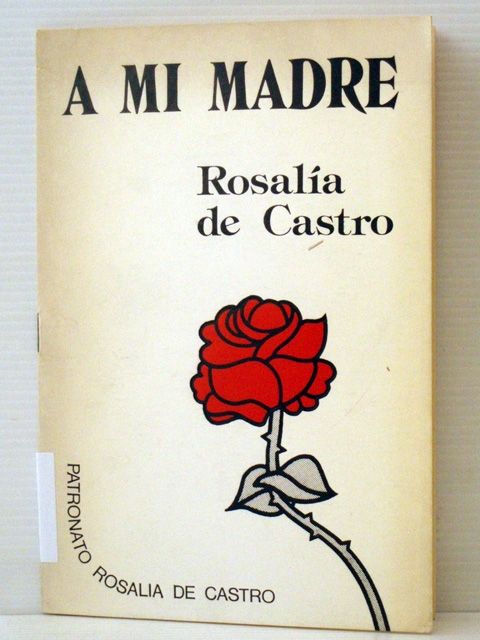 A MI MADRE
Rosalía
de Castro
PATRONATO ROSALIA DE CASTRO